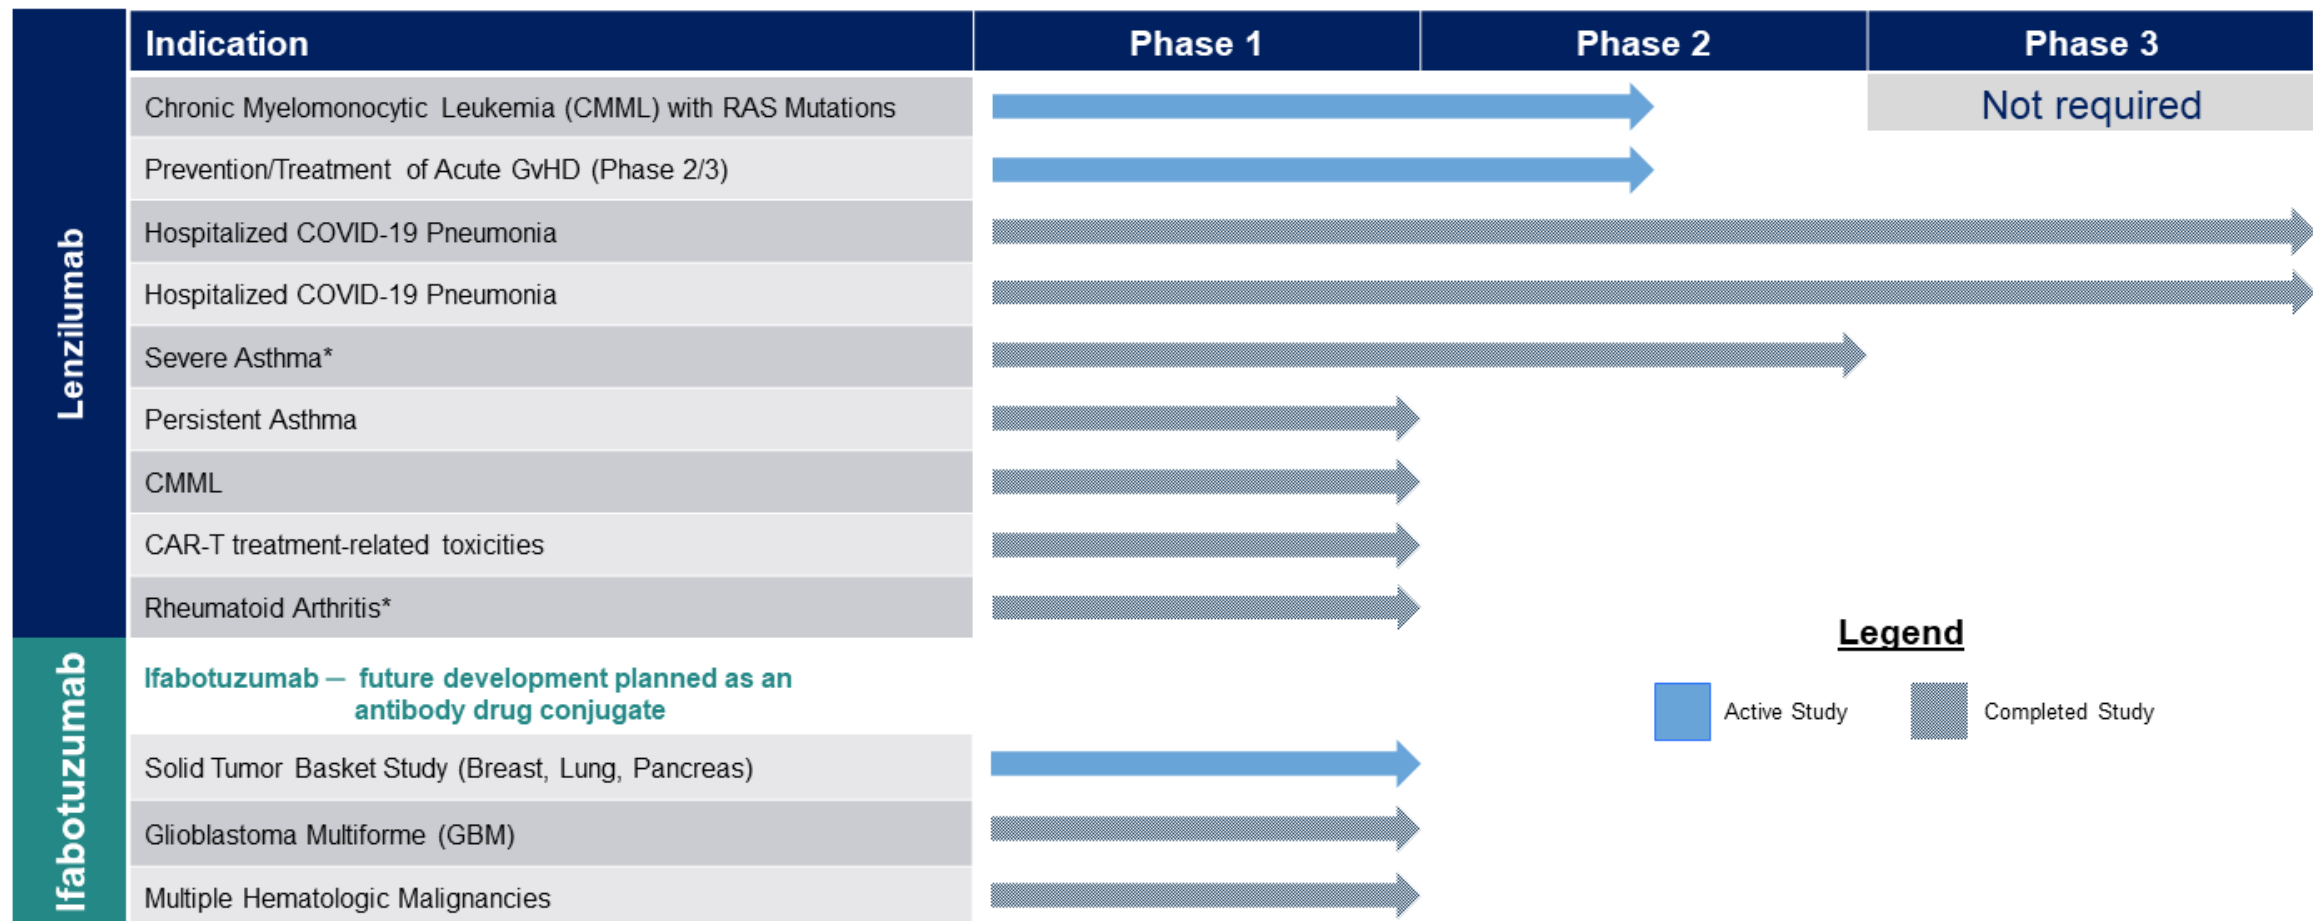 Indication
Phase 1
Phase 2
Phase 3
Lenzilumab
Chronic Myelomonocytic Leukemia (CMML) with RAS Mutations
Not required
Prevention/Treatment of Acute GvHD (Phase 2/3)
Hospitalized COVID-19 Pneumonia
Hospitalized COVID-19 Pneumonia
Severe Asthma*
Persistent Asthma
CMML
CAR-T treatment-related toxicities
Rheumatoid Arthritis*
Ifabotuzumab
Ifabotuzumab — future development planned as an
antibody drug conjugate
Solid Tumor Basket Study (Breast, Lung, Pancreas)
Glioblastoma Multiforme (GBM)
Multiple Hematologic Malignancies
Legend
Active Study
Completed Study